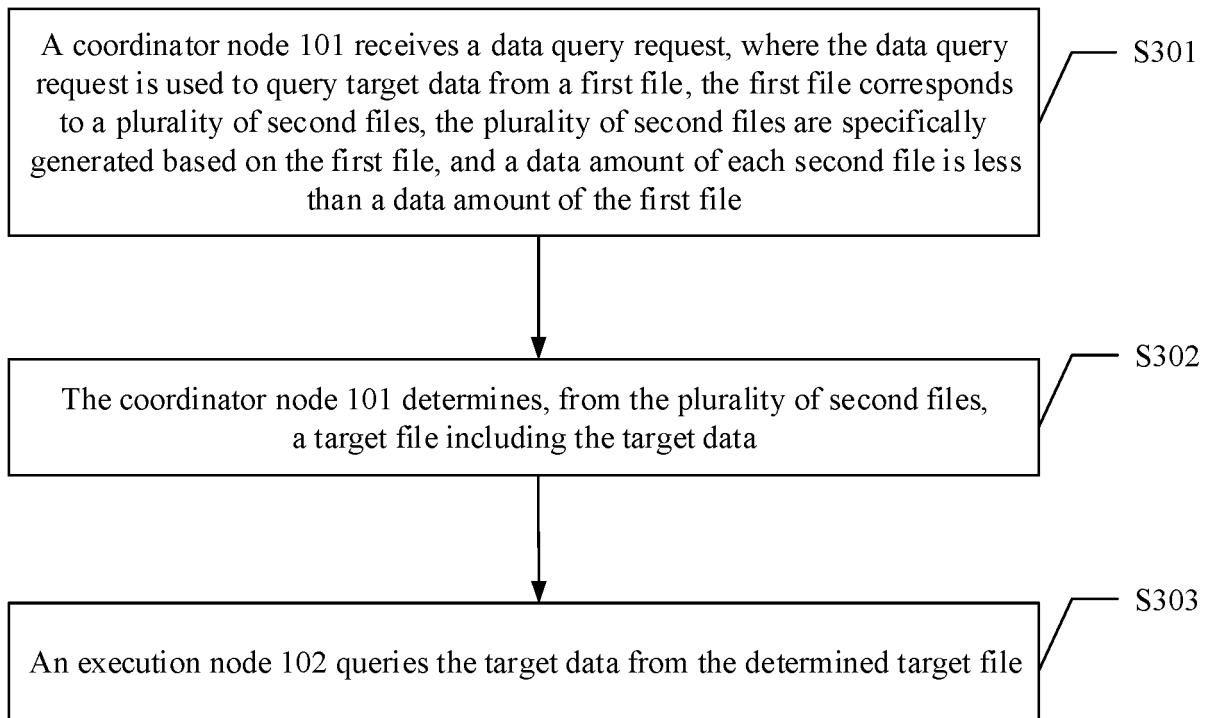 A coordinator node 101 receives a data query request, where the data query
request is used to query target data from a first file, the first file corresponds
to a plurality of second files, the plurality of second files are specifically
generated based on the first file, and a data amount of each second file is less
than a data amount of the first file
S301
The coordinator node 101 determines, from the plurality of second files,
a target file including the target data
S302
An execution node 102 queries the target data from the determined target file
S303